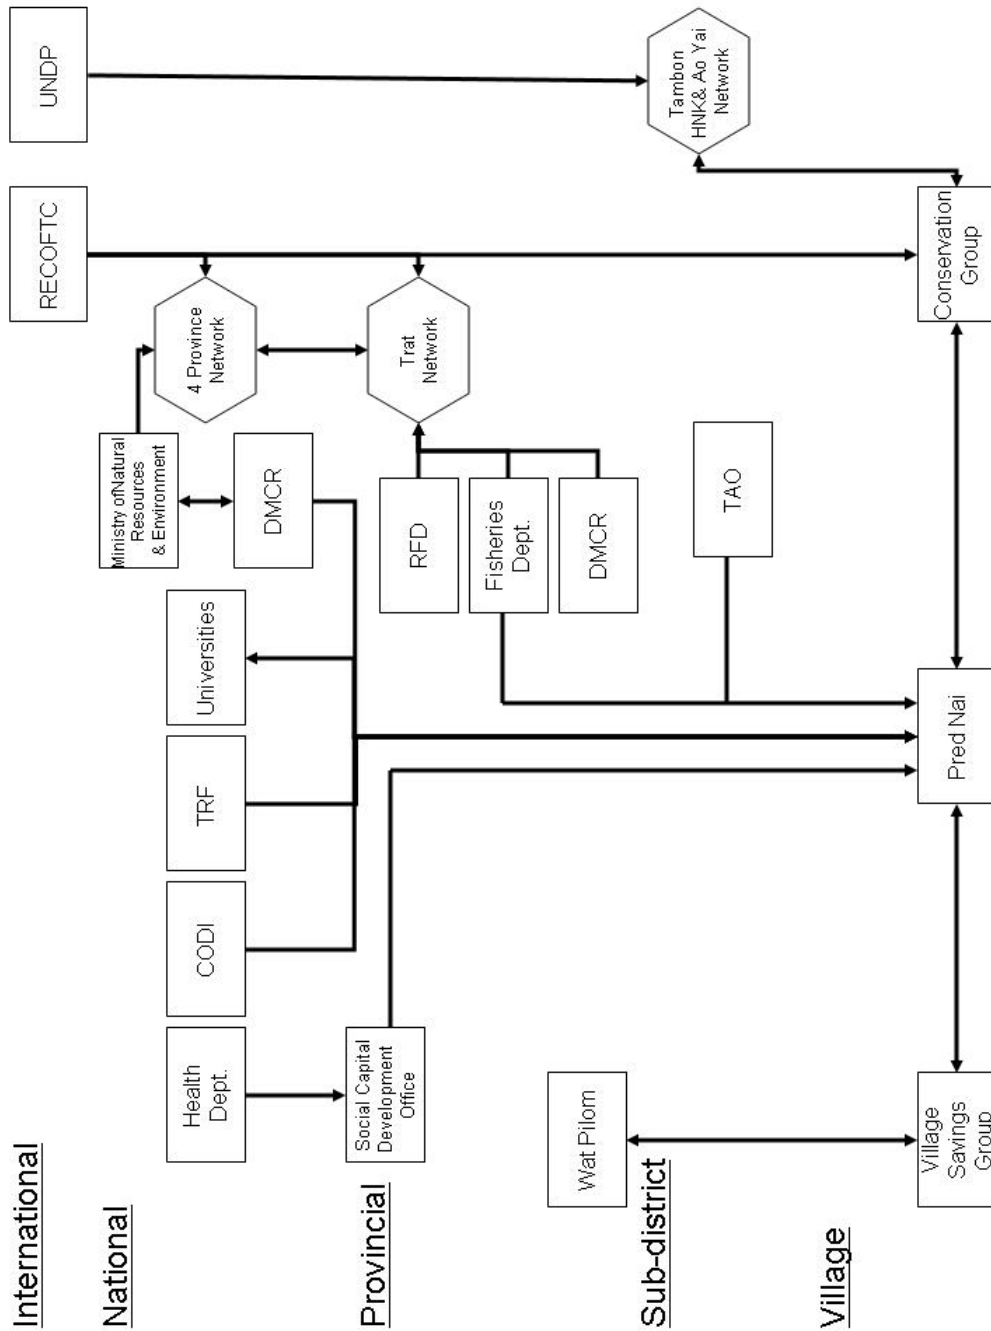 International
RECOFTC
UNDP
National
Health
Dept.
CODI
TRF
Universities
Ministry ofNatural
Resources
& Environment
DMCR
4 Province
Network
Provincial
Social Capital
Development
Office
RFD
Fisheries
Dept.
DMCR
Trat
Network
Sub-district
Wat Pilom
TAO
Tambon
HNK& Ao Yai
Network
Village
Village
Savings
Group
Pred Nai
Conservation
Group